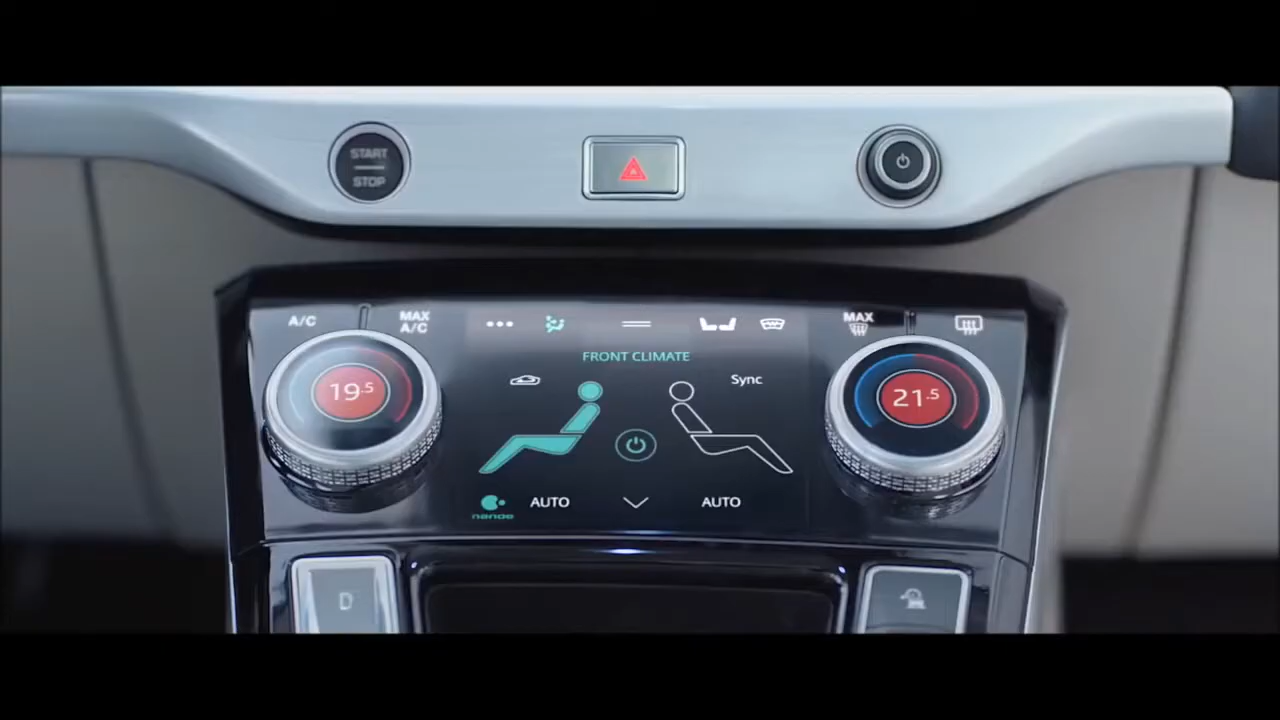 START
STOP
A/C
MAX
A/C
MAX
FRONT CLIMATE
19.5
Sync
21.5
nanoe
AUTO
AUTO
D